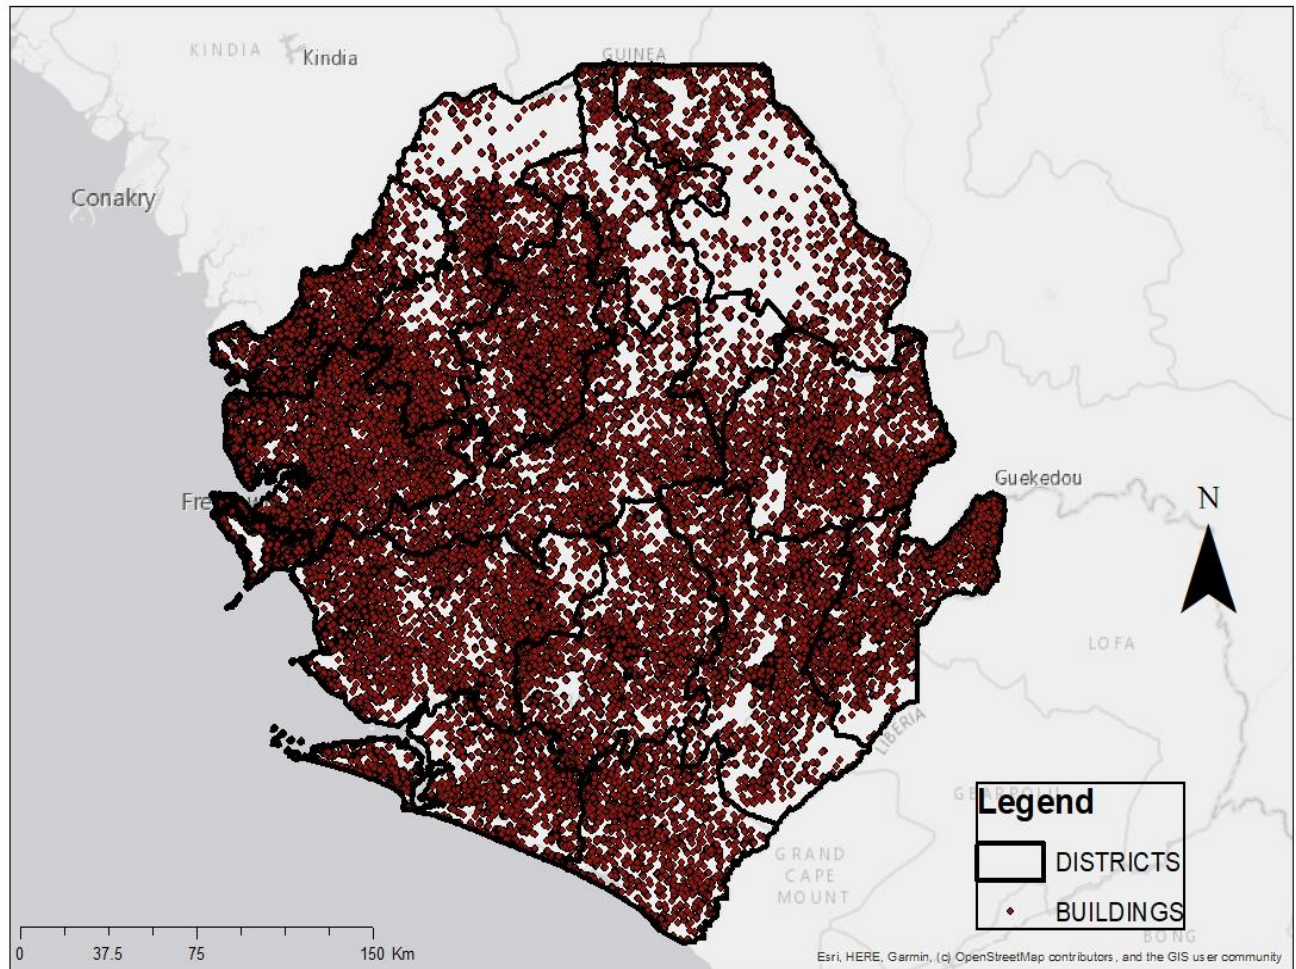 KINDIA
Kindia
GUINEA
Conakry
Guekedou
N
LOFA
LIBERIA
Legend
DISTRICTS
BUILDINGS
GRAND
CAPE
MOUNT
BONG
0 37.5 75 150 Km
Esri, HERE, Garmin, (c) OpenStreetMap contributors, and the GIS user community